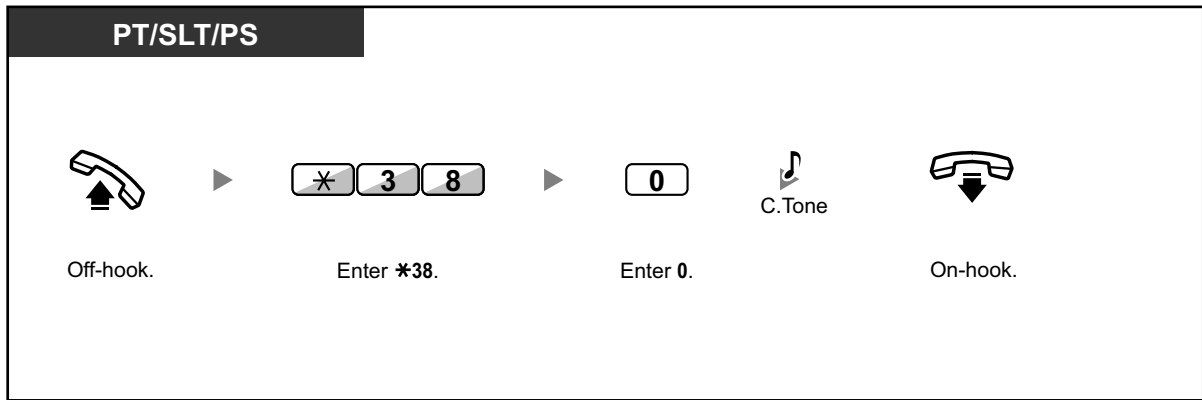 PT/SLT/PS
* 3 8
0
C.Tone
Off-hook.
Enter *38.
Enter 0.
On-hook.